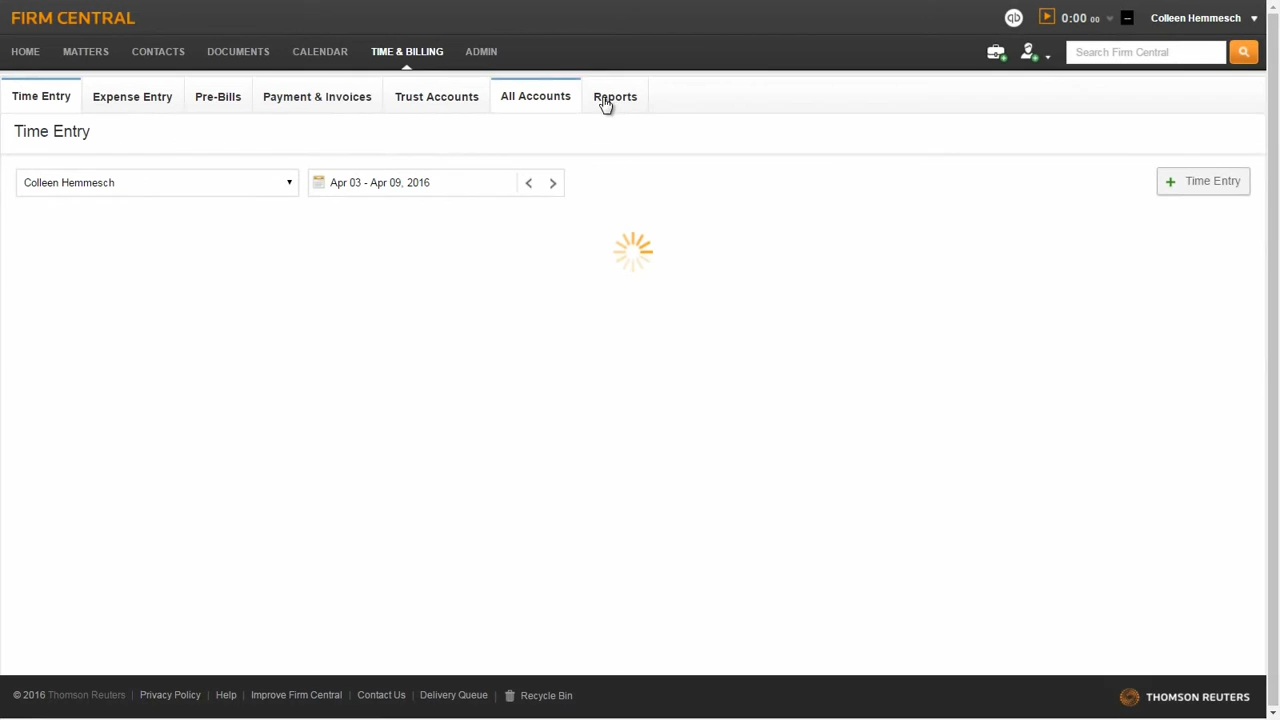 FIRM CENTRAL
qb
0:00 00
Colleen Hemmesch
HOME MATTERS CONTACTS DOCUMENTS CALENDAR TIME & BILLING ADMIN
Search Firm Central
Time Entry Expense Entry Pre-Bills Payment & Invoices Trust Accounts All Accounts Reports
Time Entry
Colleen Hemmesch
Apr 03 - Apr 09, 2016
+ Time Entry
© 2016 Thomson Reuters | Privacy Policy | Help | Improve Firm Central | Contact Us | Delivery Queue | Recycle Bin
THOMSON REUTERS